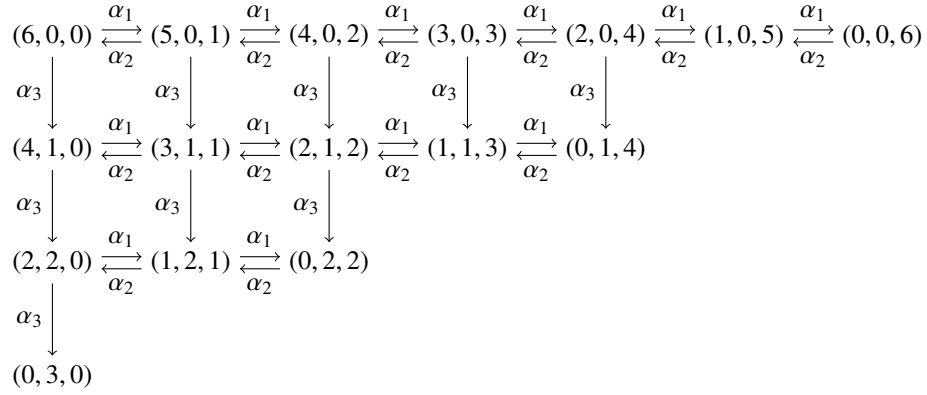 α₁ α₁ α₁ α₁ α₁ α₁
(6, 0, 0) (5, 0, 1) (4, 0, 2) (3, 0, 3) (2, 0, 4) (1, 0, 5) (0, 0, 6)
α₂ α₂ α₂ α₂ α₂ α₂
α₃ α₃ α₃ α₃ α₃
α₁ α₁ α₁ α₁
(4, 1, 0) (3, 1, 1) (2, 1, 2) (1, 1, 3) (0, 1, 4)
α₂ α₂ α₂ α₂
α₃ α₃ α₃
α₁ α₁
(2, 2, 0) (1, 2, 1) (0, 2, 2)
α₂ α₂
α₃
(0, 3, 0)